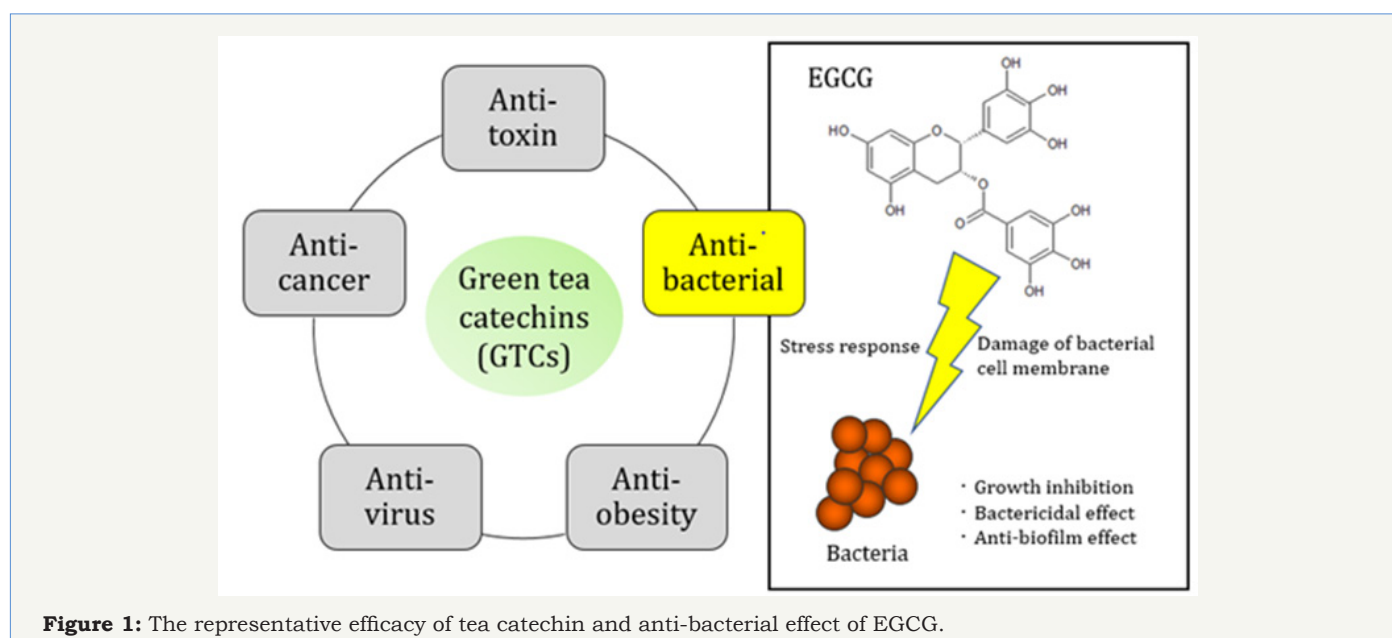 Anti-
toxin
Anti-
cancer
Green tea
catechins
(GTCs)
Anti-
bacterial
Anti-
virus
Anti-
obesity
EGCG
OH
OH
OH
HO
O
OH
O
O
OH
OH
OH
Stress response
Damage of bacterial
cell membrane
Bacteria
· Growth inhibition
· Bactericidal effect
· Anti-biofilm effect
Figure 1: The representative efficacy of tea catechin and anti-bacterial effect of EGCG.